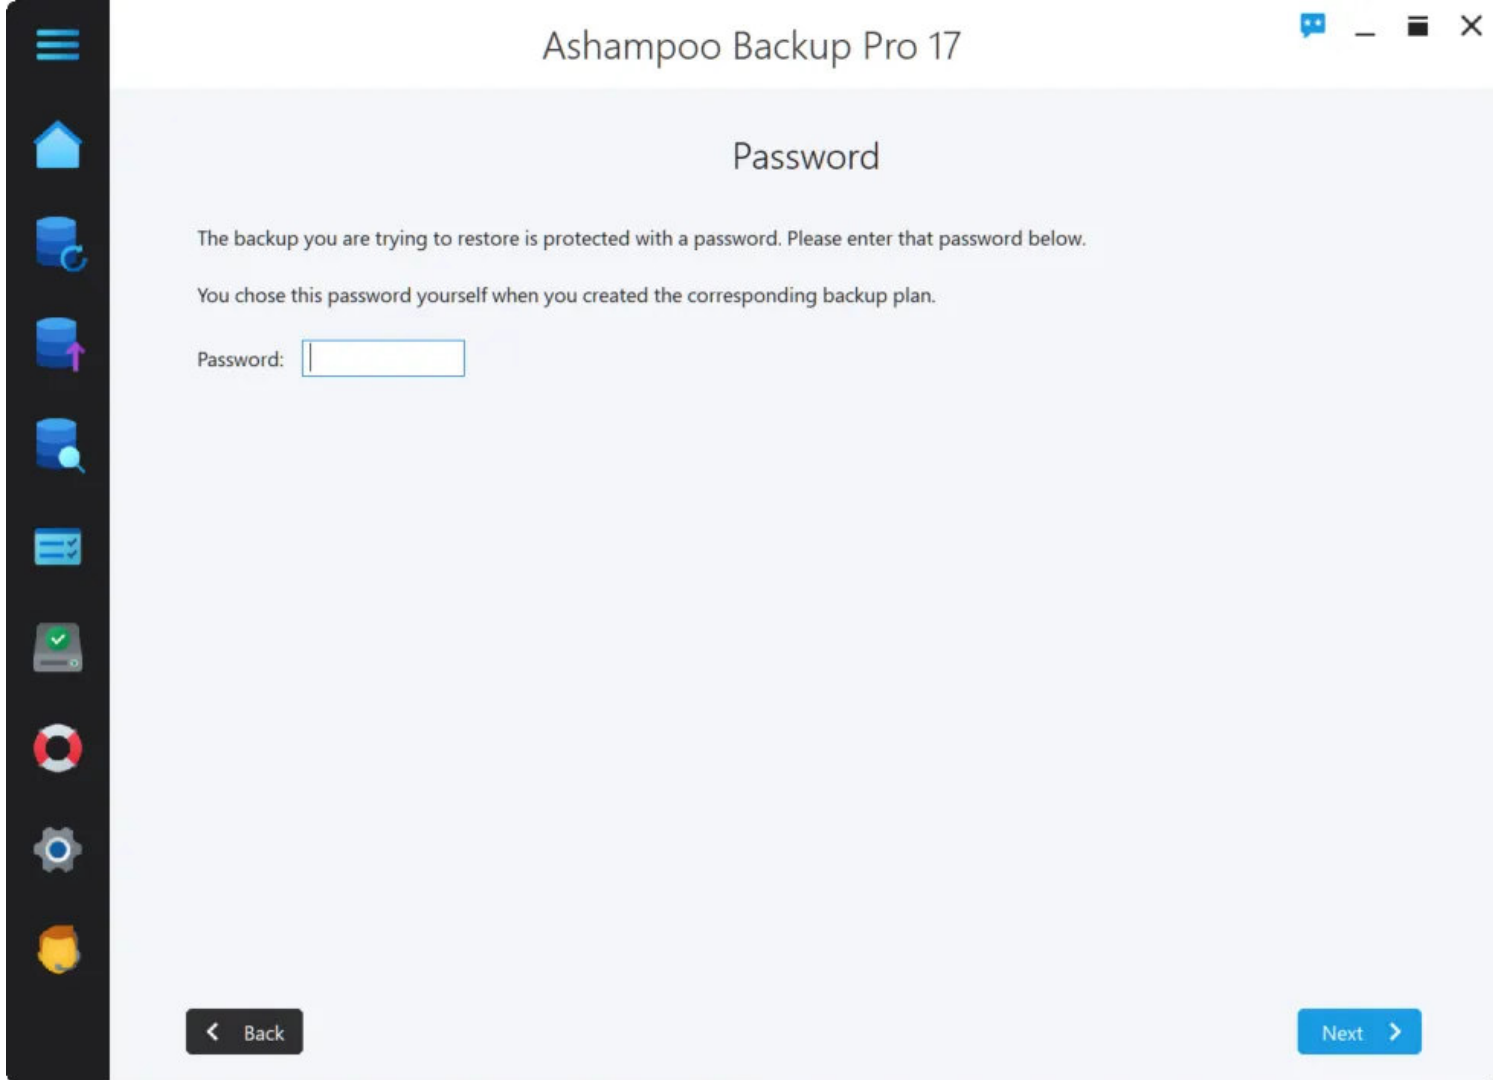 Ashampoo Backup Pro 17
Password
The backup you are trying to restore is protected with a password. Please enter that password below.
You chose this password yourself when you created the corresponding backup plan.
Password:
Back
Next